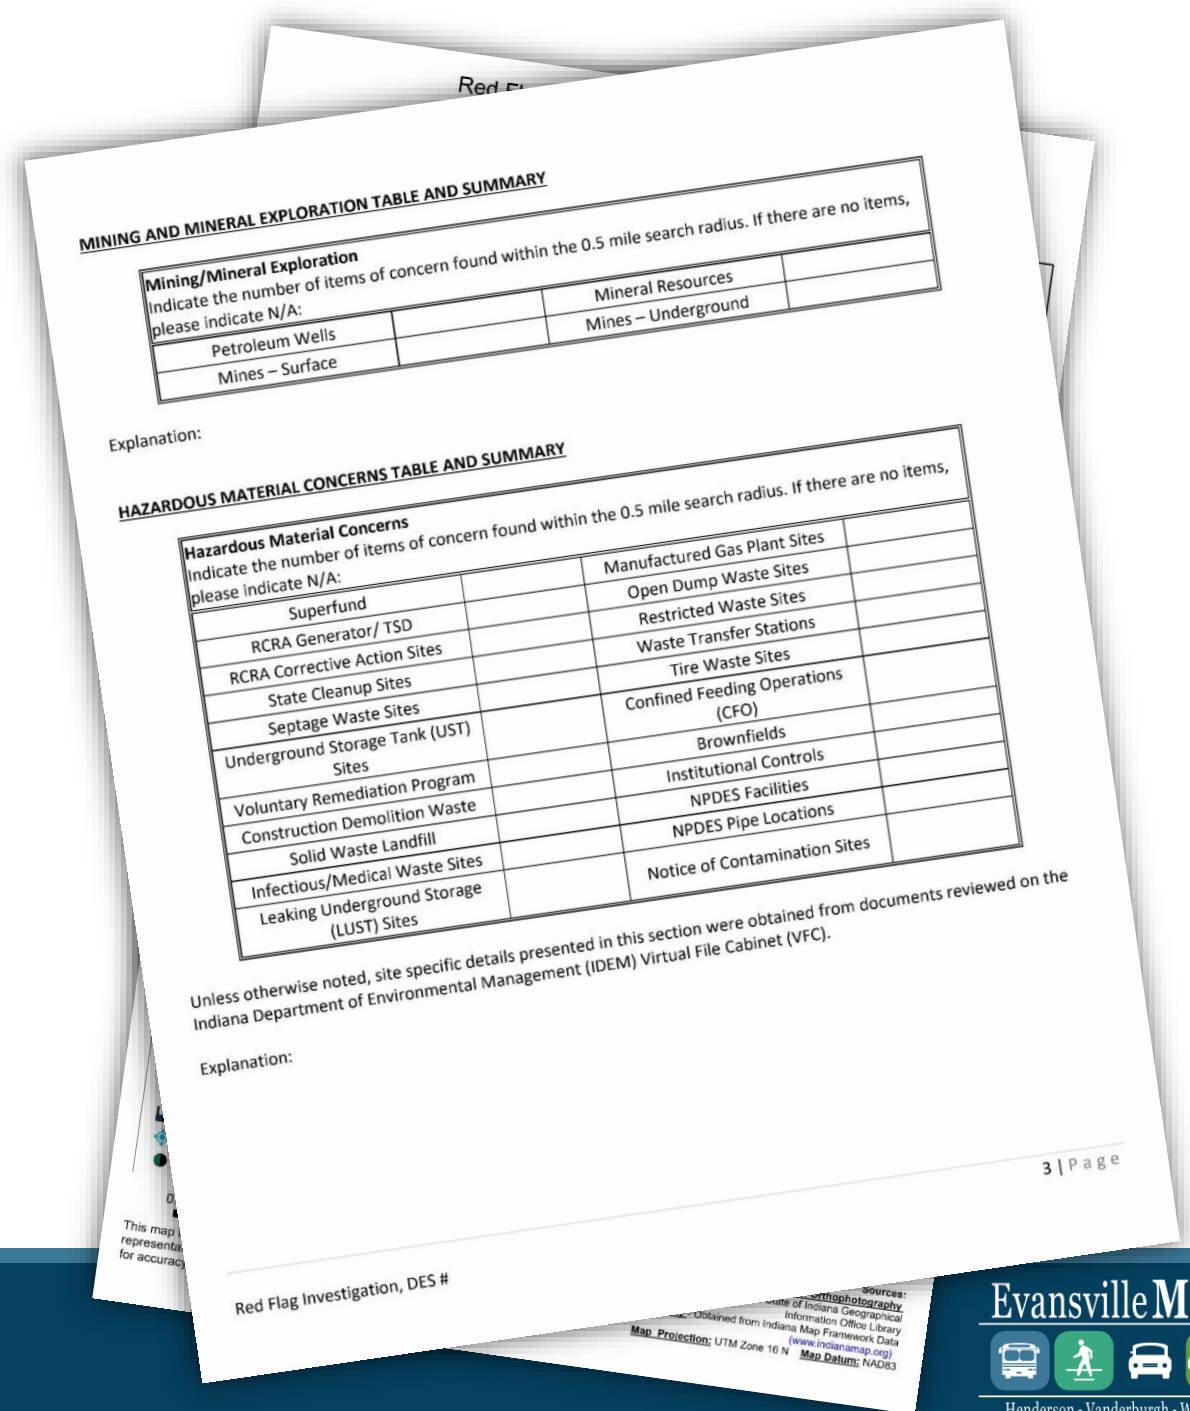 Red
MINING AND MINERAL EXPLORATION TABLE AND SUMMARY
Mining/Mineral Exploration
Indicate the number of items of concern found within the 0.5 mile search radius. If there are no items,
please indicate N/A:
Petroleum Wells Mineral Resources
Mines – Surface Mines – Underground
Explanation:
HAZARDOUS MATERIAL CONCERNS TABLE AND SUMMARY
Hazardous Material Concerns
Indicate the number of items of concern found within the 0.5 mile search radius. If there are no items,
please indicate N/A:
Superfund Manufactured Gas Plant Sites
RCRA Generator/ TSD Open Dump Waste Sites
RCRA Corrective Action Sites Restricted Waste Sites
State Cleanup Sites Waste Transfer Stations
Septage Waste Sites Tire Waste Sites
Underground Storage Tank (UST) Confined Feeding Operations
Sites (CFO)
Voluntary Remediation Program Brownfields
Construction Demolition Waste Institutional Controls
Solid Waste Landfill NPDES Facilities
Infectious/Medical Waste Sites NPDES Pipe Locations
Leaking Underground Storage Notice of Contamination Sites
(LUST) Sites
Unless otherwise noted, site specific details presented in this section were obtained from documents reviewed on the
Indiana Department of Environmental Management (IDEM) Virtual File Cabinet (VFC).
Explanation:
3 | Page
Red Flag Investigation, DES #
This map
for accuracy
Sources:
Orthophotography
State of Indiana Geographical
Information Office Library
Obtained from Indiana Map Framework Data
(www.indianamap.org)
Map Projection: UTM Zone 16 N Map Datum: NAD83
Evansville M
Henderson - Vanderburgh - W